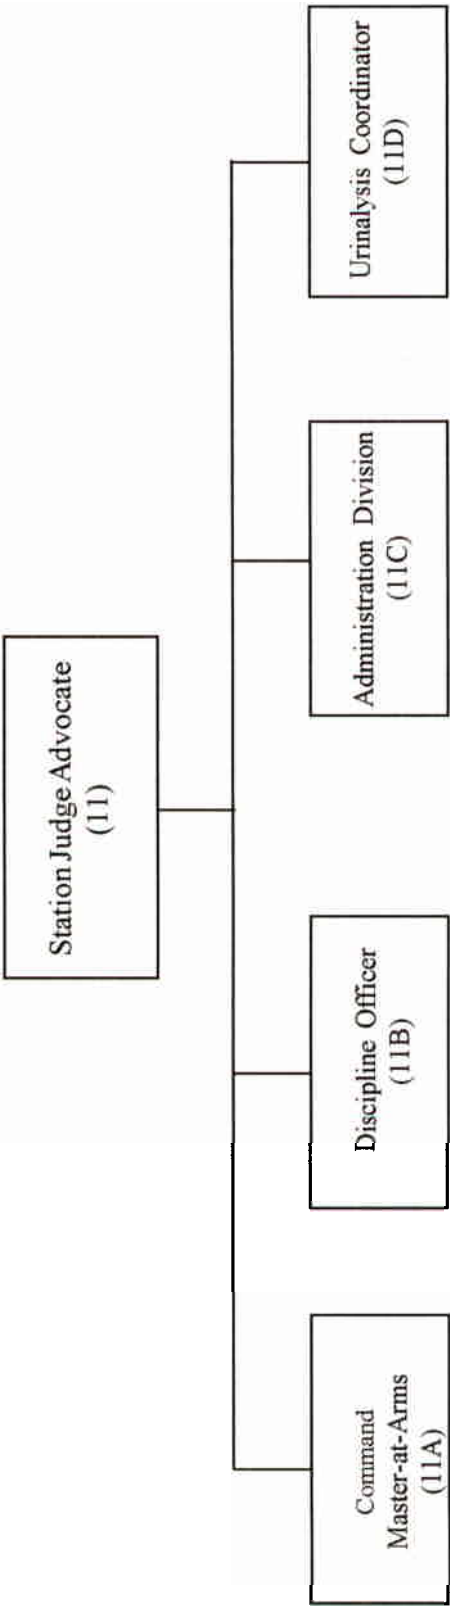 Station Judge Advocate
(11)
Command
Master-at-Arms
(11A)
Discipline Officer
(11B)
Administration Division
(11C)
Urinalysis Coordinator
(11D)